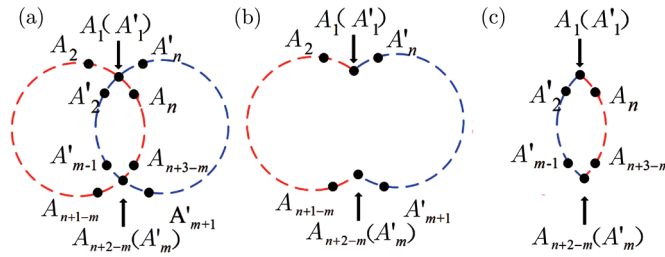 (a)
A₁(A'₁)
A₂
A'ₙ
A'₂
Aₙ
A'ₘ₋₁
Aₙ₊₃₋ₘ
Aₙ₊₁₋ₘ
A'ₘ₊₁
Aₙ₊₂₋ₘ(A'ₘ)
(b)
A₁(A'₁)
A₂
A'ₙ
Aₙ₊₁₋ₘ
A'ₘ₊₁
Aₙ₊₂₋ₘ(A'ₘ)
(c)
A₁(A'₁)
A'₂
Aₙ
A'ₘ₋₁
Aₙ₊₃₋ₘ
Aₙ₊₂₋ₘ(A'ₘ)